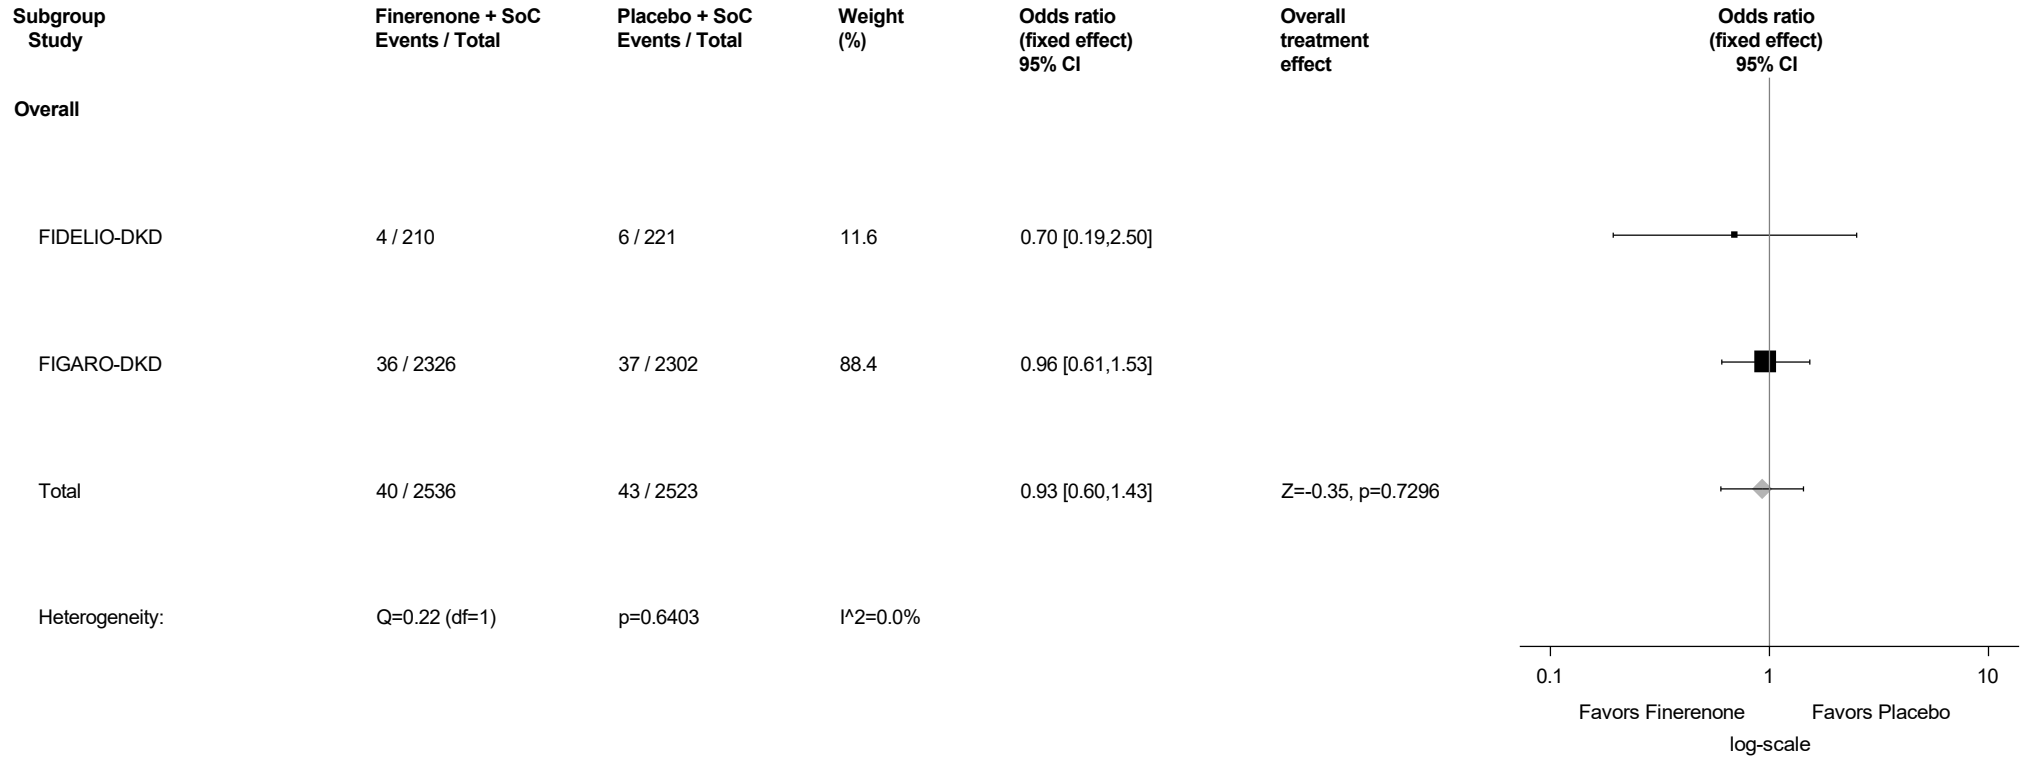 Subgroup Finerenone + SoC Placebo + SoC Weight Odds ratio Overall Odds ratio
Study Events / Total Events / Total (%) (fixed effect) treatment (fixed effect)
95% CI effect 95% CI
Overall
FIDELIO-DKD 4 / 210 6 / 221 11.6 0.70 [0.19,2.50]
FIGARO-DKD 36 / 2326 37 / 2302 88.4 0.96 [0.61,1.53]
Total 40 / 2536 43 / 2523 0.93 [0.60,1.43] Z=-0.35, p=0.7296
Heterogeneity: Q=0.22 (df=1) p=0.6403 I^2=0.0%
0.1 1 10
Favors Finerenone Favors Placebo
log-scale